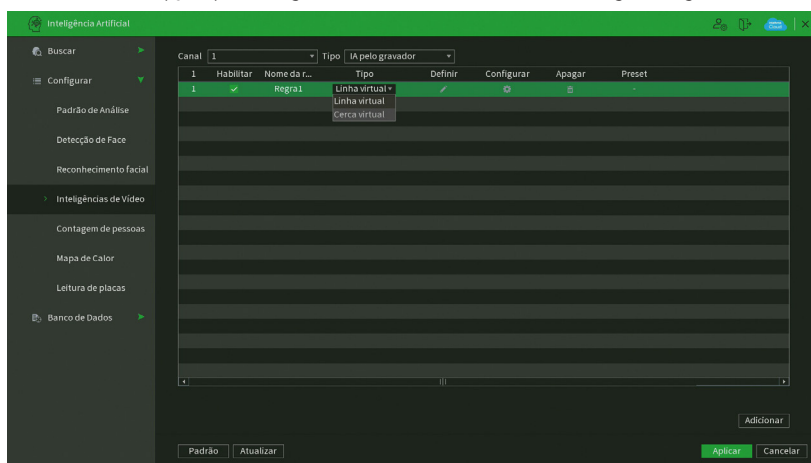 Inteligência Artificial
Buscar
Configurar
Padrão de Análise
Detecção de Face
Reconhecimento facial
Inteligências de Vídeo
Contagem de pessoas
Mapa de Calor
Leitura de placas
Banco de Dados
Canal 1 Tipo IA pelo gravador
1 Habilitar Nome da r... Tipo Definir Configurar Apagar Preset
1 Regra1 Linha virtual -
Linha virtual
Cerca virtual
Adicionar
Padrão Atualizar Aplicar Cancelar